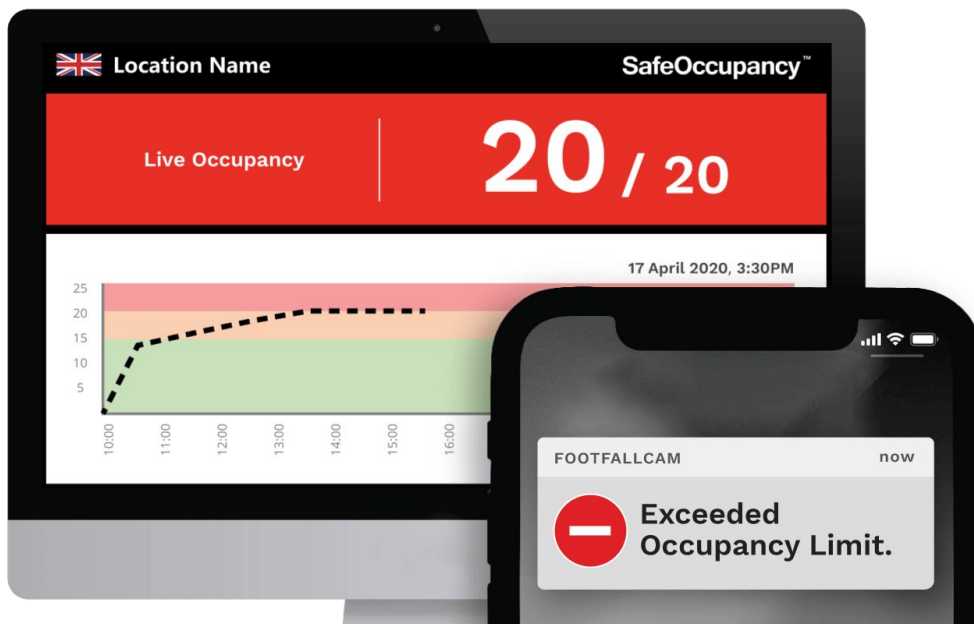 Location Name
SafeOccupancy™
Live Occupancy
20 / 20
17 April 2020, 3:30PM
25
20
15
10
5
10:00
11:00
12:00
13:00
14:00
15:00
16:00
FOOTFALLCAM
now
Exceeded
Occupancy Limit.